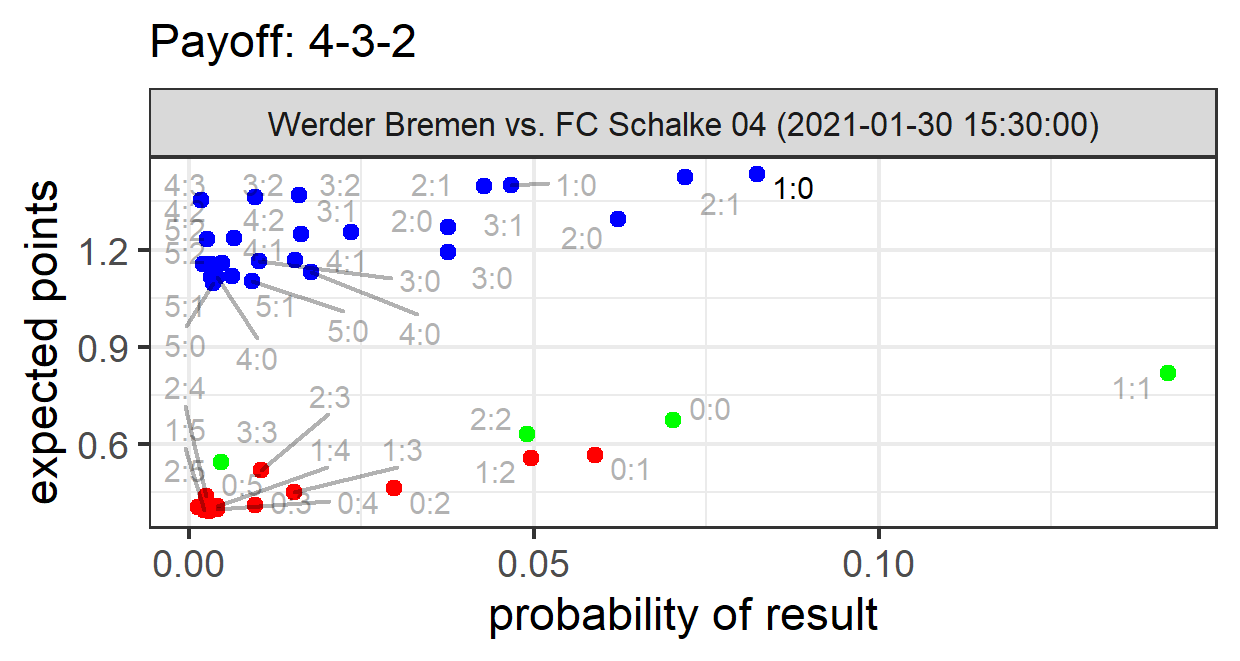 Payoff: 4-3-2
Werder Bremen vs. FC Schalke 04 (2021-01-30 15:30:00)
4:3 3:2 3:2 2:1 1:0 1:0
4:2 3:1 2:1
5:2 4:2 2:0 3:1 2:0
5:2 4:1 4:1
3:0 3:0
5:1 5:1 5:0 4:0
5:0 4:0
2:4 2:3 1:1
1:5 3:3 2:2 0:0
1:4 1:3
2:5 0:5 1:2 0:1
0:3 0:4 0:2
1.2
0.9
0.6
expected points
0.00 0.05 0.10
probability of result